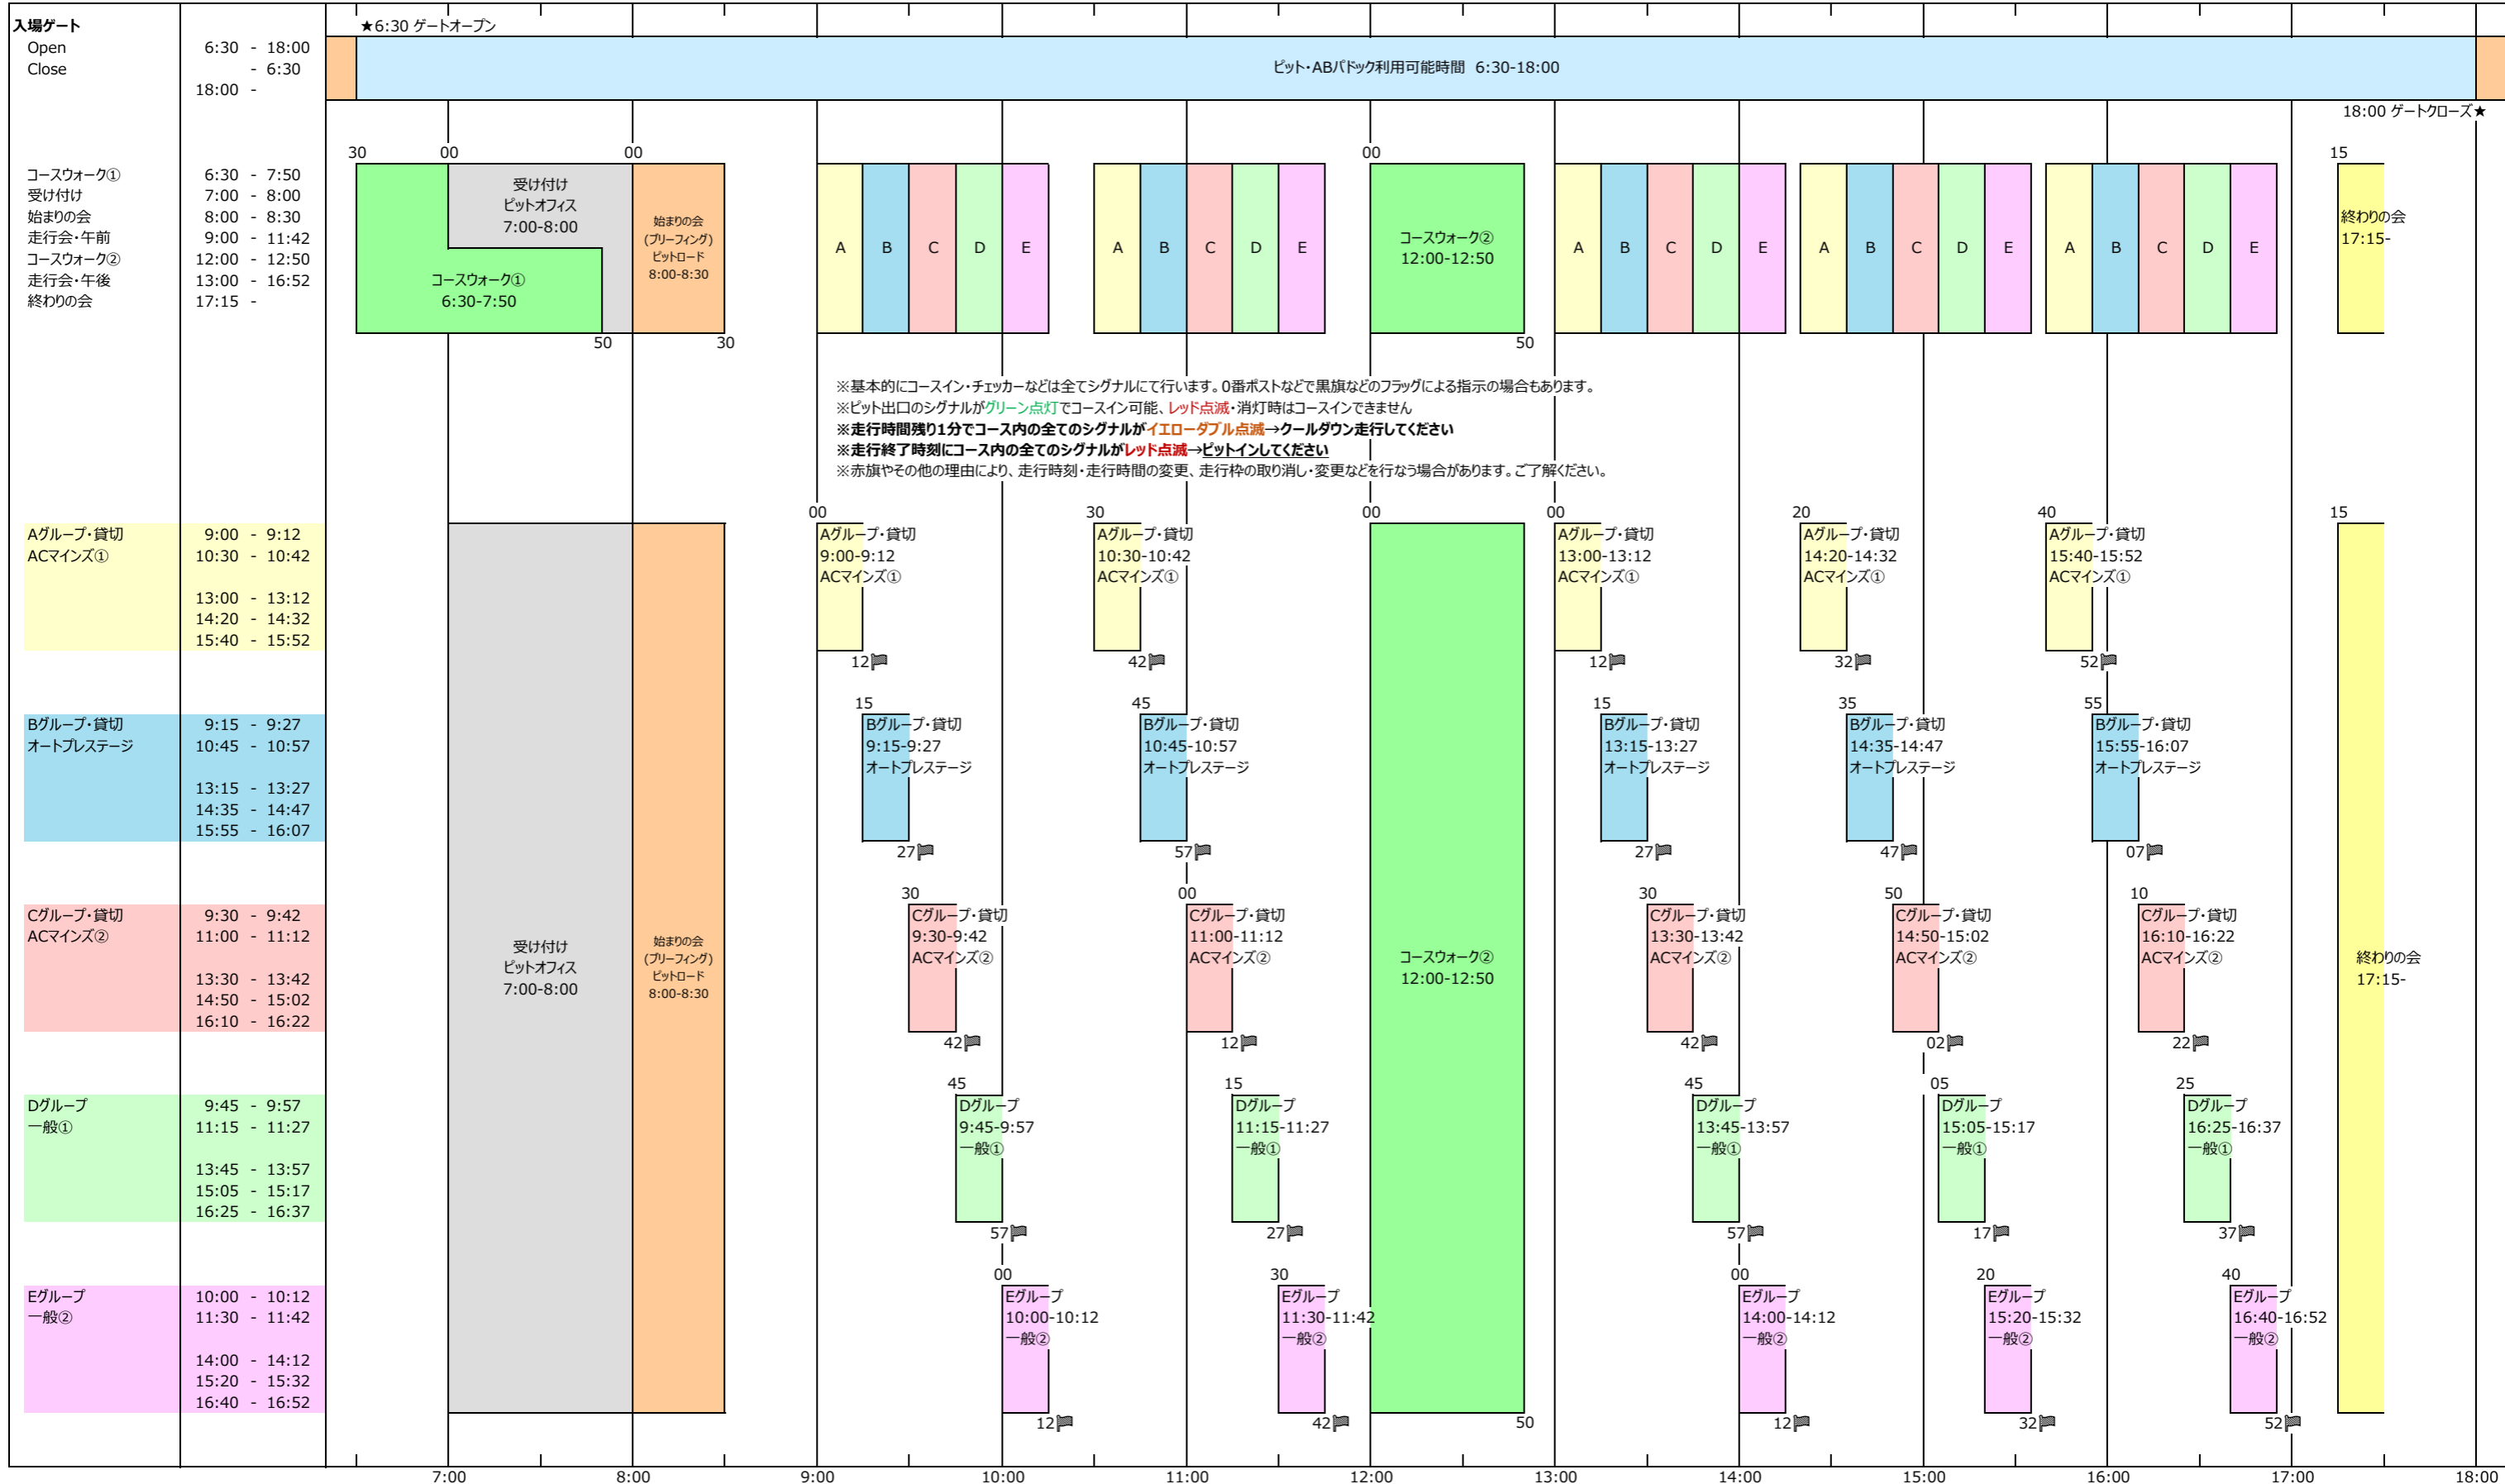 ★6:30 ゲートオープン
入場ゲート
Open 6:30 - 18:00
Close - 6:30
18:00 -
ピット・ABパドック利用可能時間 6:30-18:00
18:00 ゲートクローズ★
30 00 00 00 15
コースウォーク① 6:30 - 7:50
受け付け 7:00 - 8:00
始まりの会 8:00 - 8:30
走行会・午前 9:00 - 11:42
コースウォーク② 12:00 - 12:50
走行会・午後 13:00 - 16:52
終わりの会 17:15 -
受け付け
ピットオフィス
7:00-8:00
コースウォーク①
6:30-7:50
始まりの会
(ブリーフィング)
ピットロード
8:00-8:30
A B C D E A B C D E
コースウォーク②
12:00-12:50
A B C D E A B C D E A B C D E
終わりの会
17:15-
50 30 50
※基本的にコースイン・チェッカーなどは全てシグナルにて行います。0番ポストなどで黒旗などのフラッグによる指示の場合もあります。
※ピット出口のシグナルがグリーン点灯でコースイン可能、レッド点滅・消灯時はコースインできません
※走行時間残り1分でコース内の全てのシグナルがイエローダブル点滅→クールダウン走行してください
※走行終了時刻にコース内の全てのシグナルがレッド点滅→ピットインしてください
※赤旗やその他の理由により、走行時刻・走行時間の変更、走行枠の取り消し・変更などを行なう場合があります。ご了解ください。
00 30 00 00 20 40 15
Aグループ・貸切 9:00 - 9:12
ACマインズ① 10:30 - 10:42
13:00 - 13:12
14:20 - 14:32
15:40 - 15:52
Aグループ・貸切
9:00-9:12
ACマインズ①
Aグループ・貸切
10:30-10:42
ACマインズ①
Aグループ・貸切
13:00-13:12
ACマインズ①
Aグループ・貸切
14:20-14:32
ACマインズ①
Aグループ・貸切
15:40-15:52
ACマインズ①
12 42 12 32 52
15 45 15 35 55
Bグループ・貸切 9:15 - 9:27
オートプレステージ 10:45 - 10:57
13:15 - 13:27
14:35 - 14:47
15:55 - 16:07
Bグループ・貸切
9:15-9:27
オートプレステージ
Bグループ・貸切
10:45-10:57
オートプレステージ
Bグループ・貸切
13:15-13:27
オートプレステージ
Bグループ・貸切
14:35-14:47
オートプレステージ
Bグループ・貸切
15:55-16:07
オートプレステージ
27 57 27 47 07
30 00 30 50 10
Cグループ・貸切 9:30 - 9:42
ACマインズ② 11:00 - 11:12
13:30 - 13:42
14:50 - 15:02
16:10 - 16:22
受け付け
ピットオフィス
7:00-8:00
始まりの会
(ブリーフィング)
ピットロード
8:00-8:30
Cグループ・貸切
9:30-9:42
ACマインズ②
Cグループ・貸切
11:00-11:12
ACマインズ②
コースウォーク②
12:00-12:50
Cグループ・貸切
13:30-13:42
ACマインズ②
Cグループ・貸切
14:50-15:02
ACマインズ②
Cグループ・貸切
16:10-16:22
ACマインズ②
終わりの会
17:15-
42 12 42 02 22
45 15 45 05 25
Dグループ 9:45 - 9:57
一般① 11:15 - 11:27
13:45 - 13:57
15:05 - 15:17
16:25 - 16:37
Dグループ
9:45-9:57
一般①
Dグループ
11:15-11:27
一般①
Dグループ
13:45-13:57
一般①
Dグループ
15:05-15:17
一般①
Dグループ
16:25-16:37
一般①
57 27 57 17 37
00 30 00 20 40
Eグループ 10:00 - 10:12
一般② 11:30 - 11:42
14:00 - 14:12
15:20 - 15:32
16:40 - 16:52
Eグループ
10:00-10:12
一般②
Eグループ
11:30-11:42
一般②
Eグループ
14:00-14:12
一般②
Eグループ
15:20-15:32
一般②
Eグループ
16:40-16:52
一般②
12 42 50 12 32 52
7:00 8:00 9:00 10:00 11:00 12:00 13:00 14:00 15:00 16:00 17:00 18:00